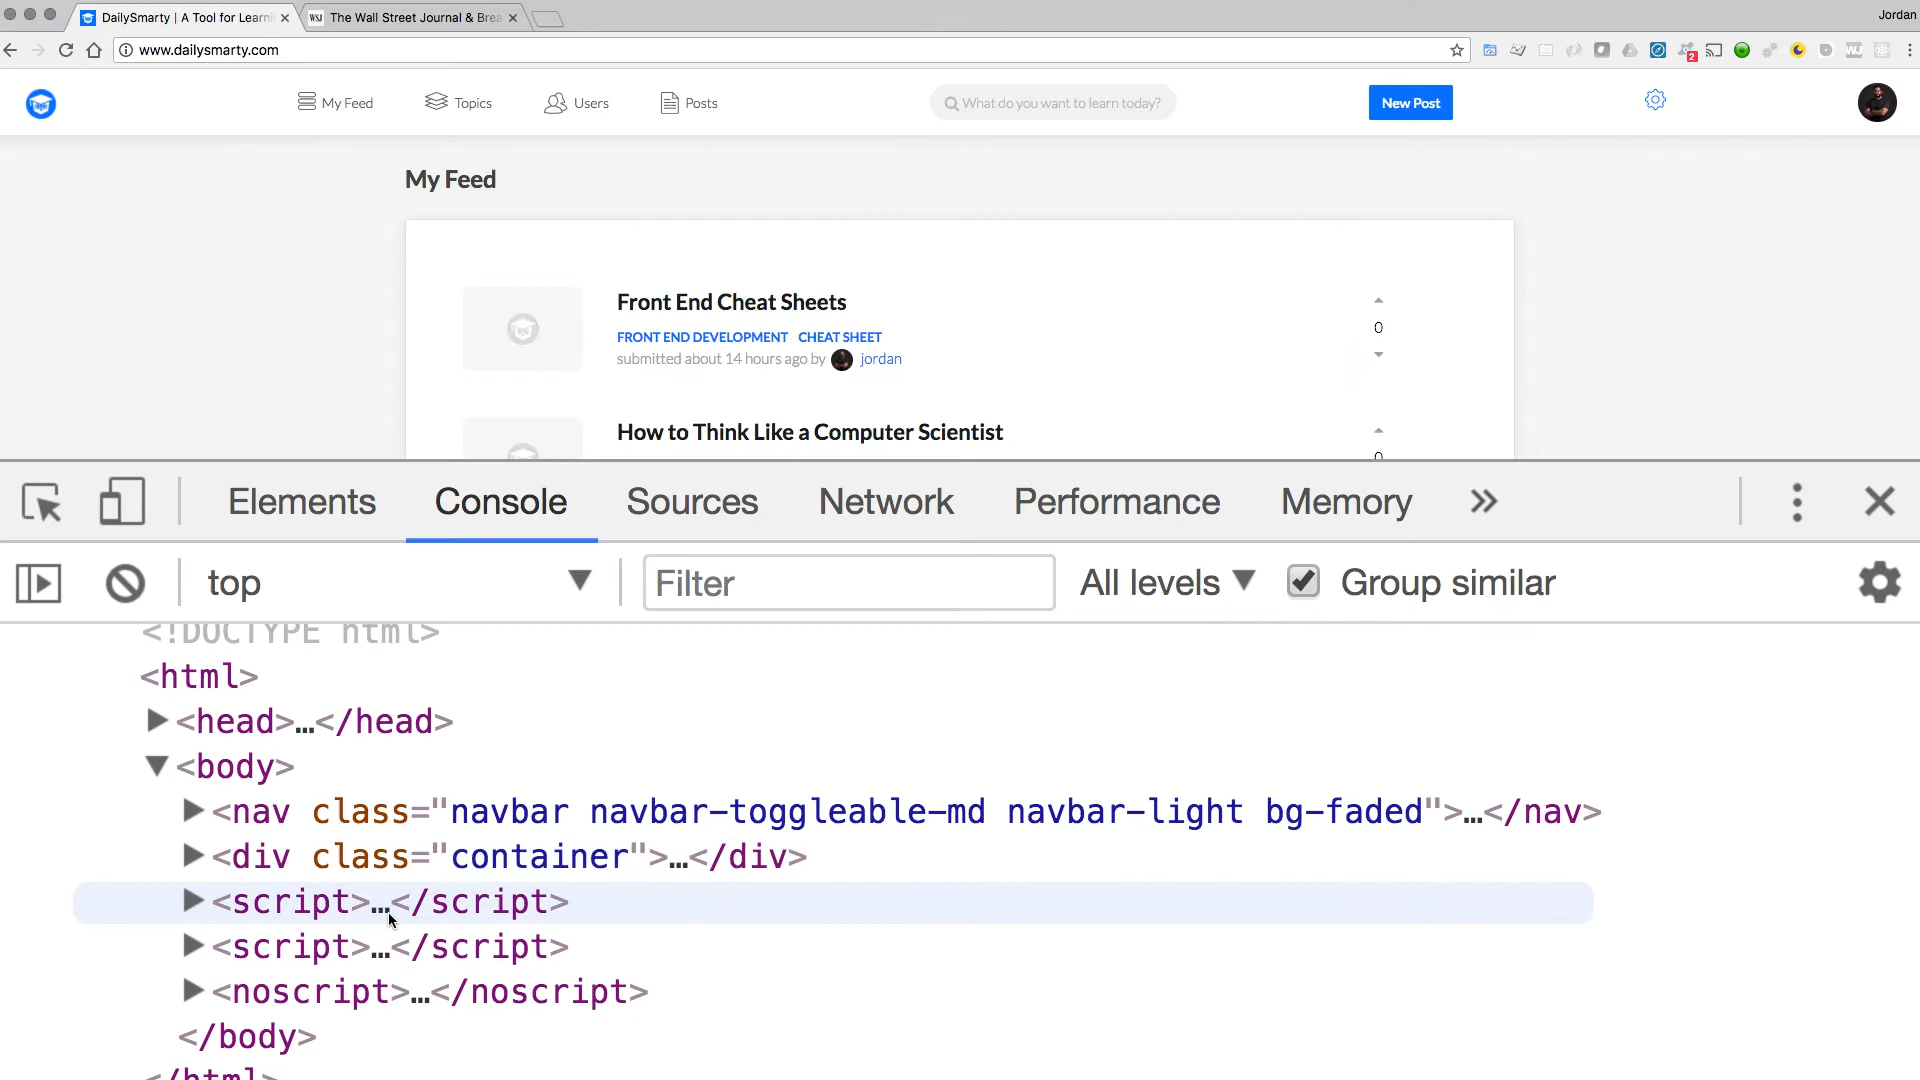 DailySmarty | A Tool for Learni
WSJ The Wall Street Journal & Brea
Jordan
www.dailysmarty.com
2
My Feed
Topics
Users
Posts
What do you want to learn today?
New Post
My Feed
Front End Cheat Sheets
FRONT END DEVELOPMENT CHEAT SHEET
submitted about 14 hours ago by jordan
0
How to Think Like a Computer Scientist
0
Elements
Console
Sources
Network
Performance
Memory
top
Filter
All levels
Group similar
<!DOCTYPE html>
<html>
<head>…</head>
<body>
<nav class="navbar navbar-toggleable-md navbar-light bg-faded">…</nav>
<div class="container">…</div>
<script>…</script>
<script>…</script>
<noscript>…</noscript>
</body>
</html>